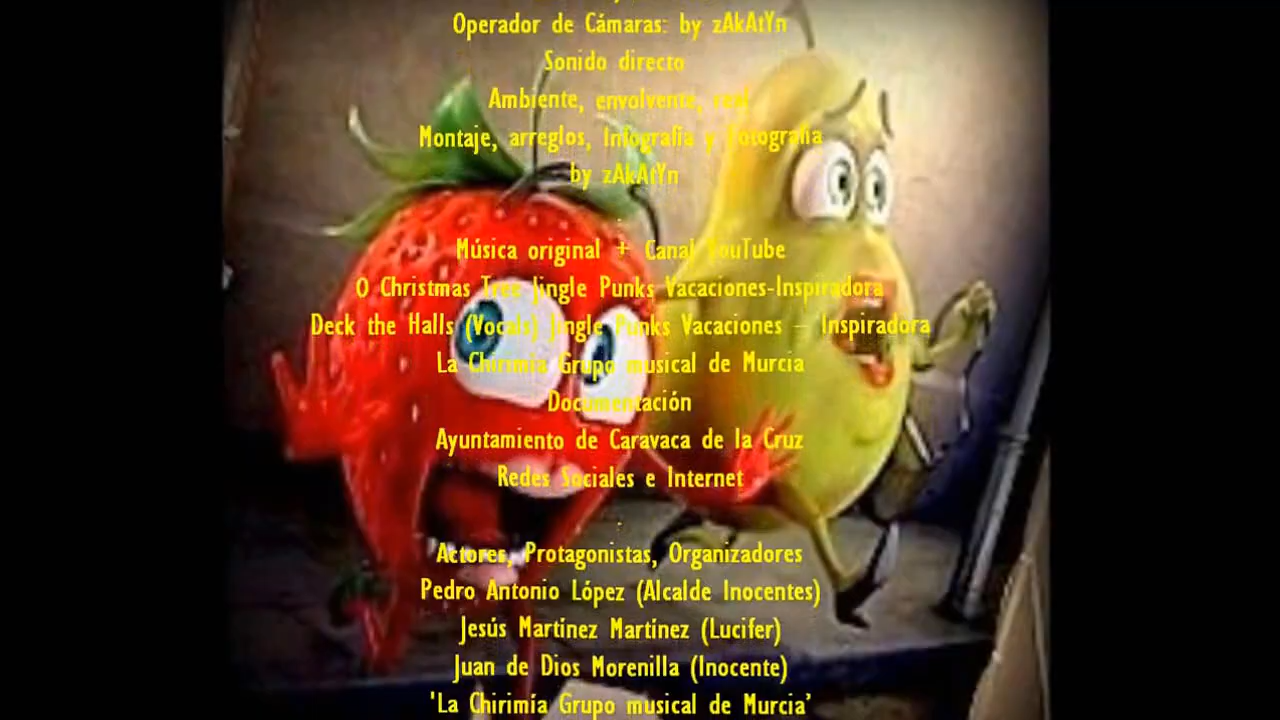 Operador de Cámaras: by zAkAtYn
Sonido directo
Ambiente, envolvente, real
Montaje, arreglos, Infografía y Fotografía
by zAkAtYn
.
Música original + Canal YouTube
O Christmas Tree Jingle Punks Vacaciones-Inspiradora
Deck the Halls (Vocals) Jingle Punks Vacaciones – Inspiradora
La Chirimía Grupo musical de Murcia
Documentación
Ayuntamiento de Caravaca de la Cruz
Redes Sociales e Internet
.
Actores, Protagonistas, Organizadores
Pedro Antonio López (Alcalde Inocentes)
Jesús Martínez Martínez (Lucifer)
Juan de Dios Morenilla (Inocente)
'La Chirimía Grupo musical de Murcia'